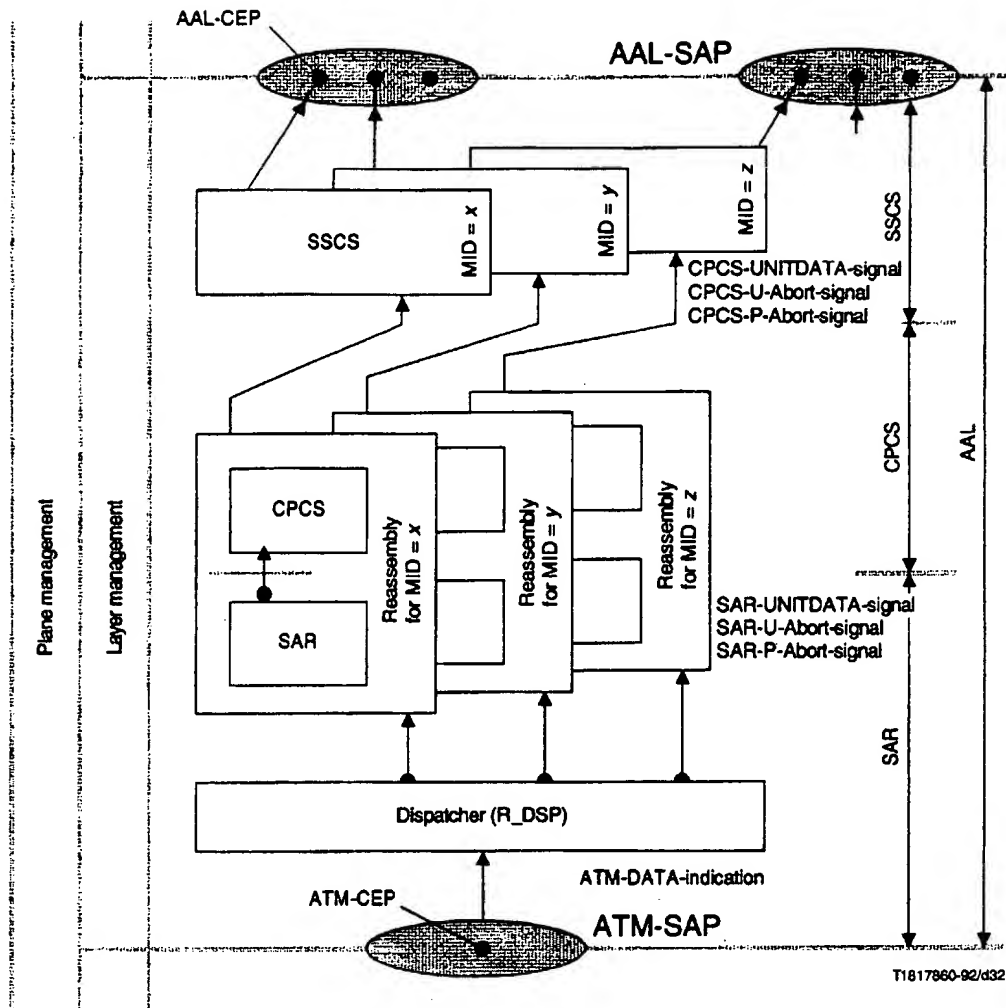 AAL-CEP
AAL-SAP
SSCS
MID = x
MID = y
MID = z
CPCS-UNITDATA-signal
CPCS-U-Abort-signal
CPCS-P-Abort-signal
SSCS
CPCS
AAL
SAR
Plane management
Layer management
CPCS
SAR
Reassembly
for MID = x
Reassembly
for MID = y
Reassembly
for MID = z
SAR-UNITDATA-signal
SAR-U-Abort-signal
SAR-P-Abort-signal
Dispatcher (R_DSP)
ATM-DATA-indication
ATM-CEP
ATM-SAP
T1817860-92/d32